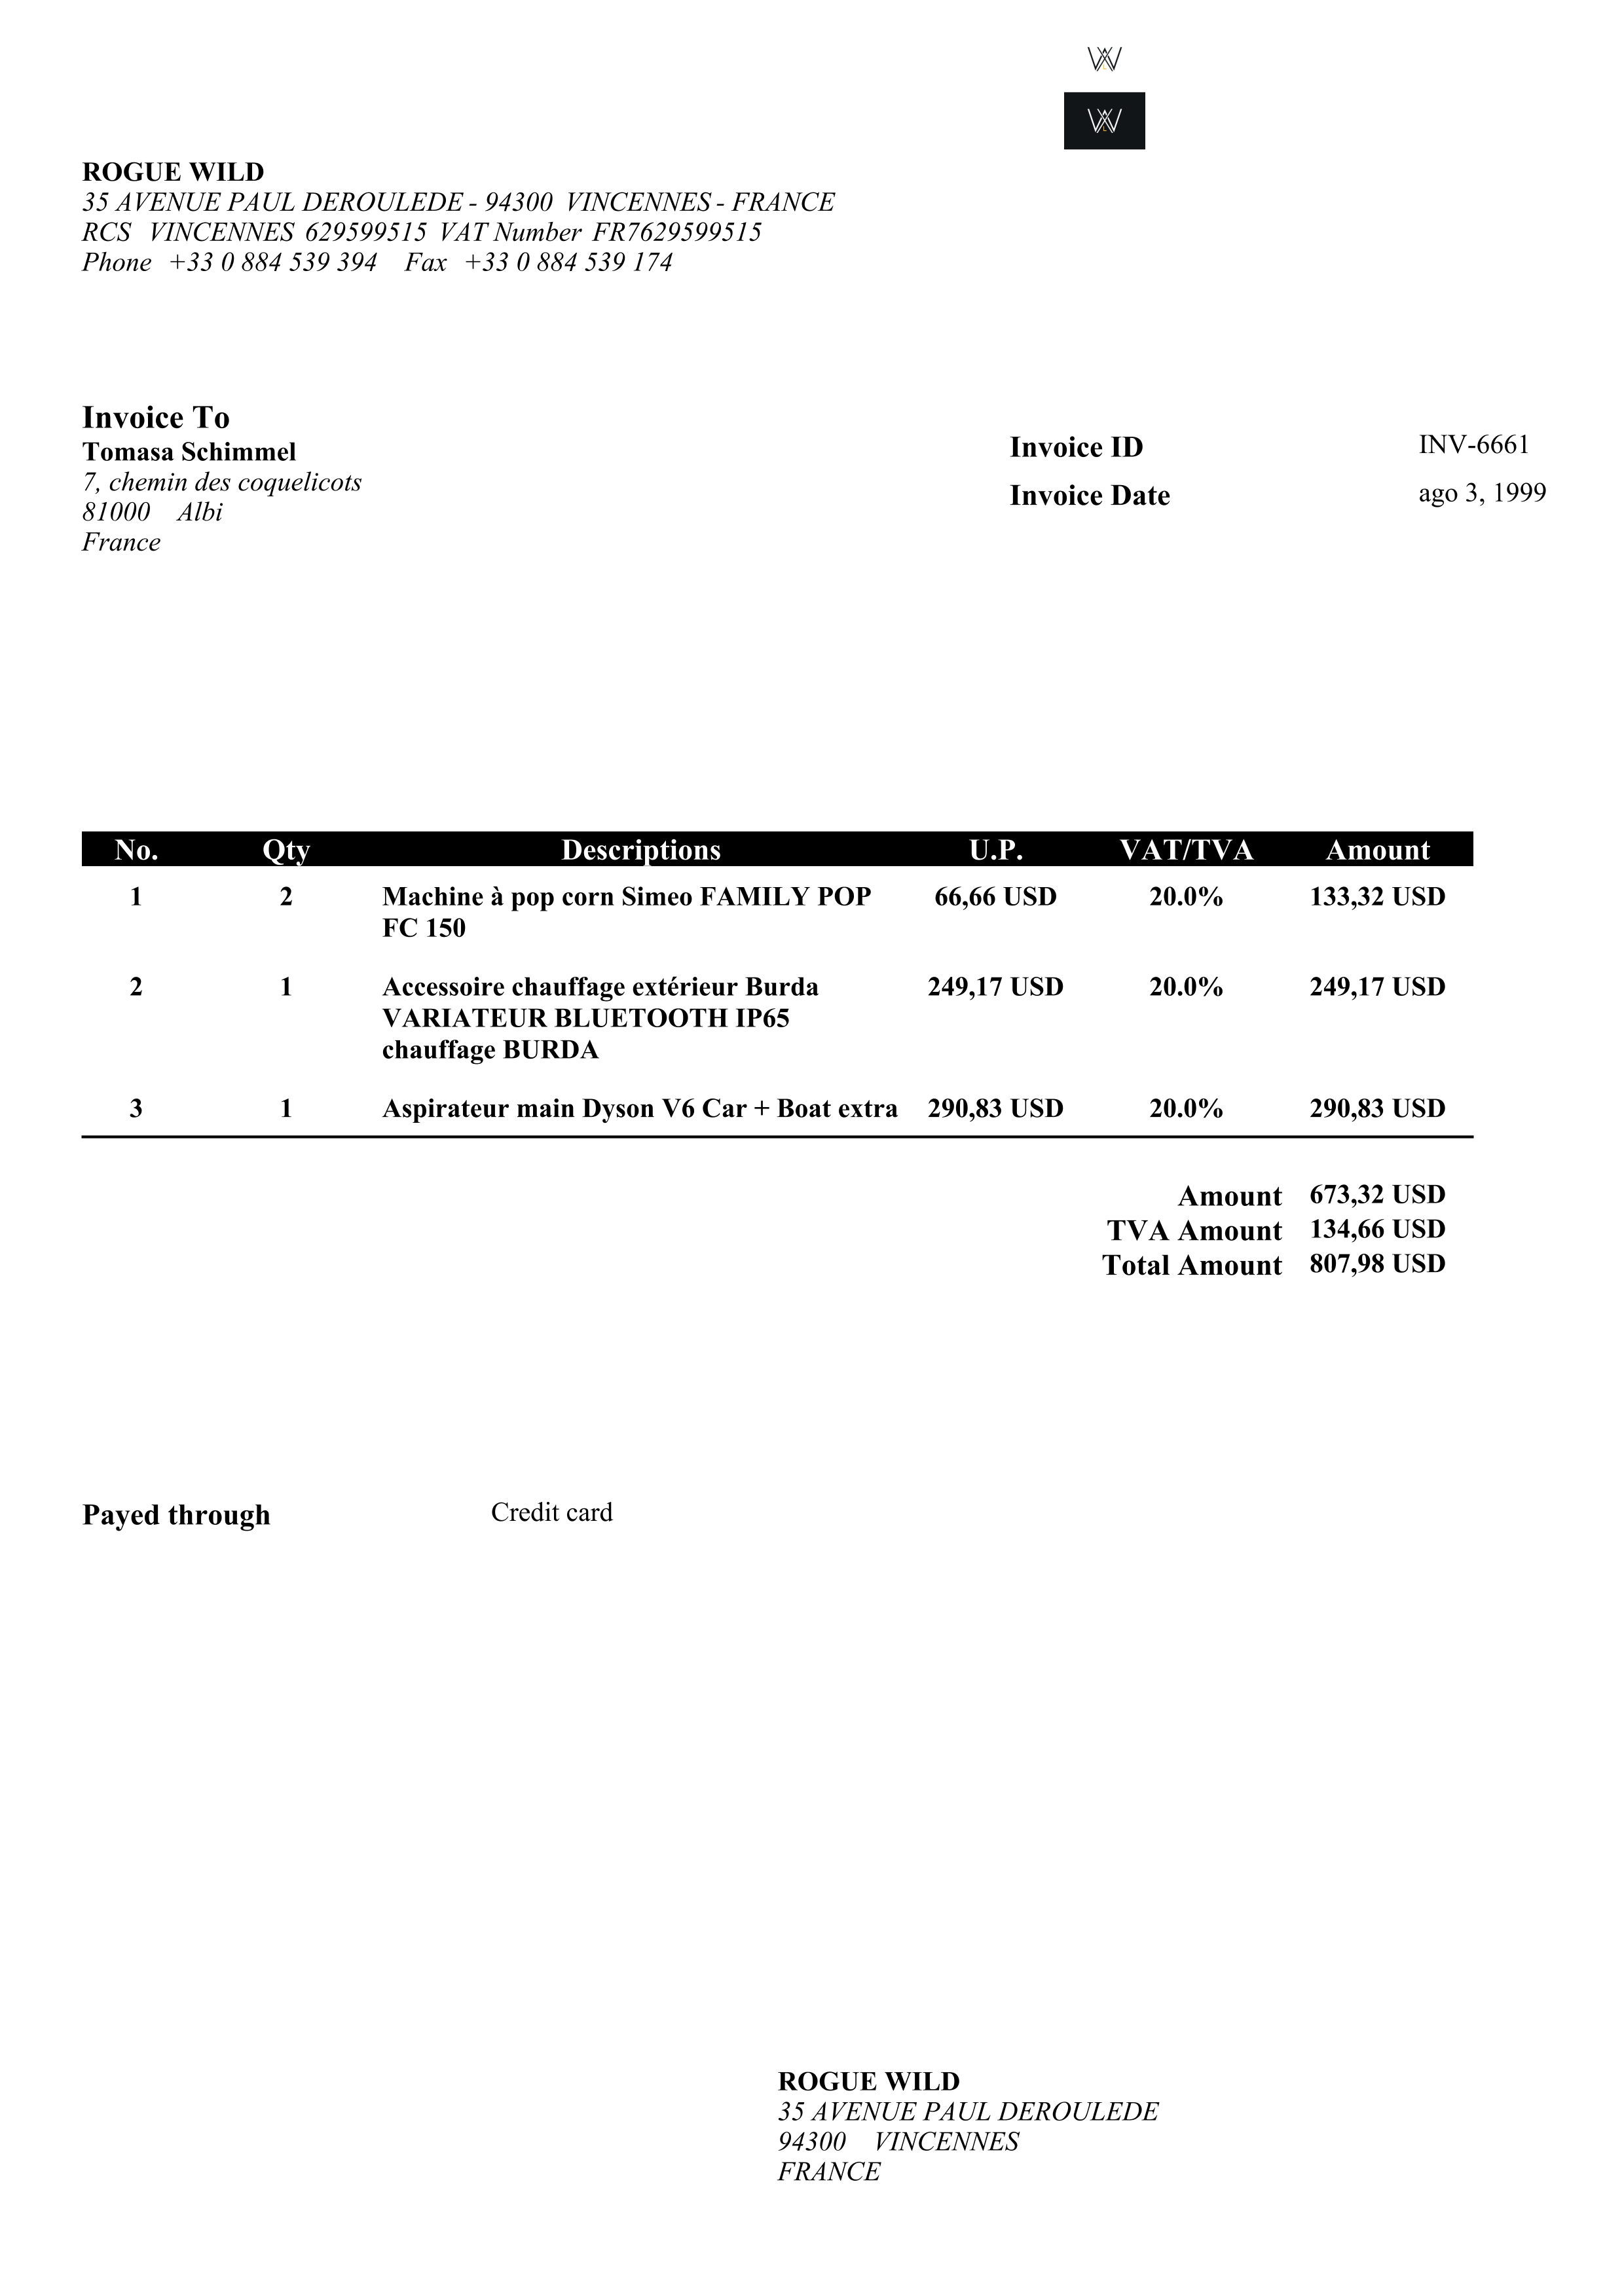 ROGUE WILD
35 AVENUE PAUL DEROULEDE - 94300 VINCENNES - FRANCE
RCS VINCENNES 629599515 VAT Number FR7629599515
Phone +33 0 884 539 394 Fax +33 0 884 539 174
Invoice To
Tomasa Schimmel
7, chemin des coquelicots
81000 Albi
France
Invoice ID INV-6661
Invoice Date ago 3, 1999
No. Qty Descriptions U.P. VAT/TVA Amount
1 2 Machine à pop corn Simeo FAMILY POP 66,66 USD 20.0% 133,32 USD
FC 150
2 1 Accessoire chauffage extérieur Burda 249,17 USD 20.0% 249,17 USD
VARIATEUR BLUETOOTH IP65
chauffage BURDA
3 1 Aspirateur main Dyson V6 Car + Boat extra 290,83 USD 20.0% 290,83 USD
Amount 673,32 USD
TVA Amount 134,66 USD
Total Amount 807,98 USD
Payed through Credit card
ROGUE WILD
35 AVENUE PAUL DEROULEDE
94300 VINCENNES
FRANCE